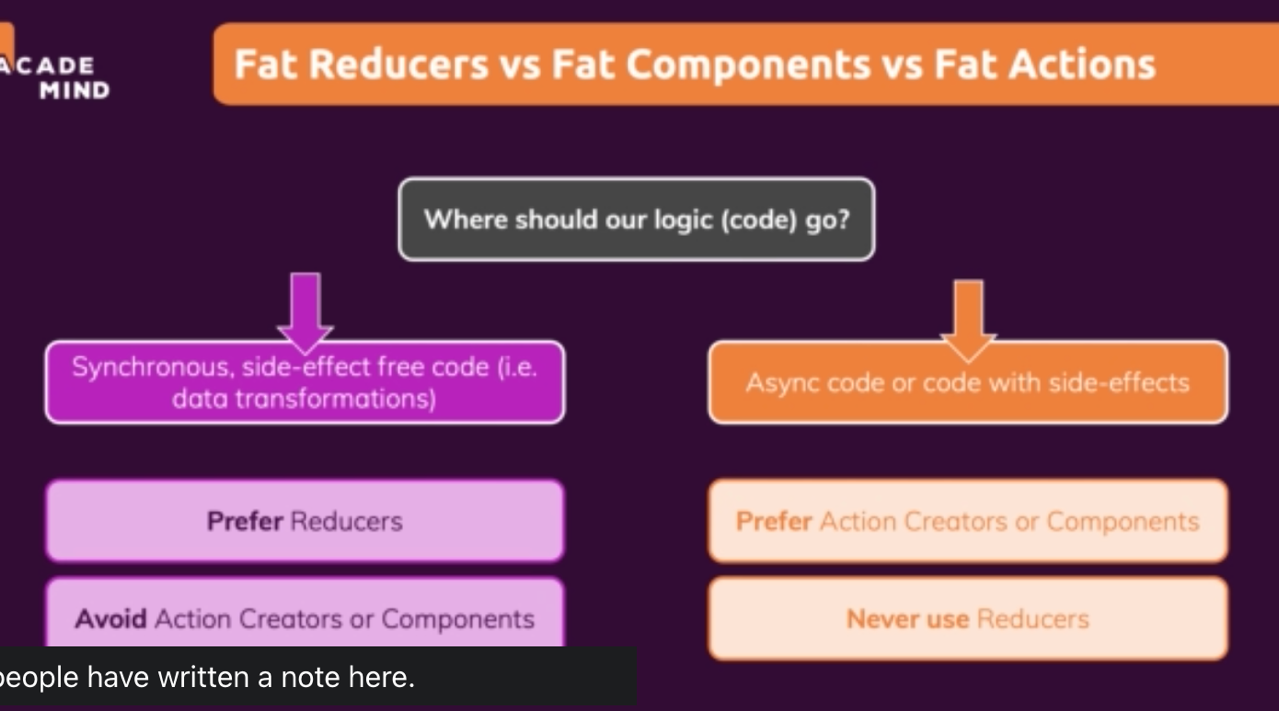 ACADE
MIND
Fat Reducers vs Fat Components vs Fat Actions
Where should our logic (code) go?
Synchronous, side-effect free code (i.e.
data transformations)
Async code or code with side-effects
Prefer Reducers
Prefer Action Creators or Components
Avoid Action Creators or Components
Never use Reducers
people have written a note here.